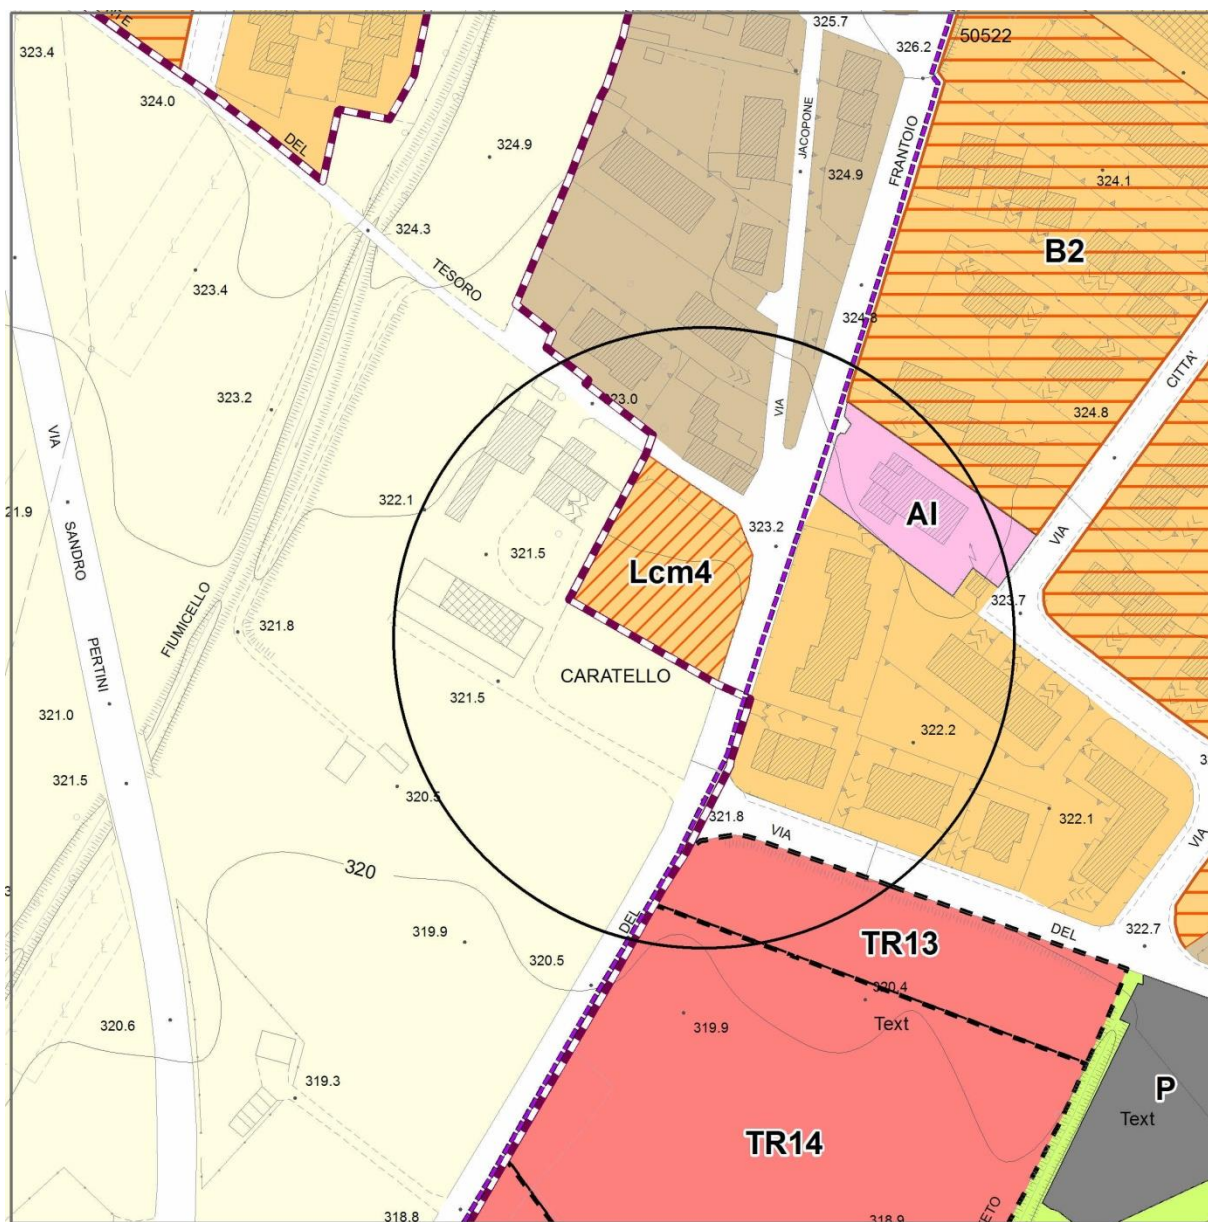 325.7
323.4
326.2
50522
324.0
JACOPONE
FRANTOIO
DEL
324.9
324.9
324.1
324.3
B2
TESORO
323.4
324.8
CITTA'
323.2
VIA
23.0
324.8
VIA
322.1
21.9
AI
SANDRO
323.2
VIA
321.5
Lcm4
FIUMICELLO
323.7
321.8
PERTINI
CARATELLO
321.5
321.0
322.2
321.5
320.5
321.8
322.1
VIA
VIA
320
319.9
DEL
DEL
TR13
322.7
320.5
320.4
320.6
319.9
Text
319.3
P
Text
TR14
ETO
318.8
318.9